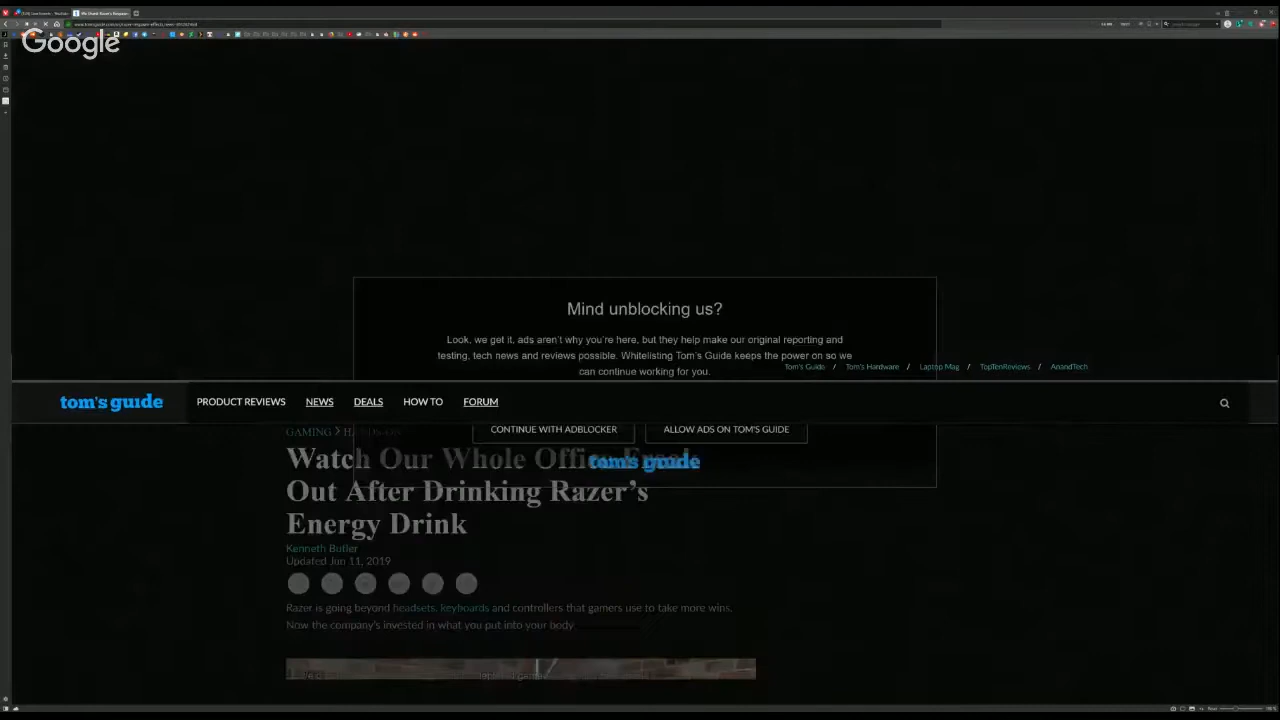 Google
Mind unblocking us?
Look, we get it, ads aren't why you're here, but they help make our original reporting and
testing, tech news and reviews possible. Whitelisting Tom's Guide keeps the power on so we
can continue working for you.
Tom's Guide / Tom's Hardware / Laptop Mag / TopTenReviews / AnandTech
tom's guide PRODUCT REVIEWS NEWS DEALS HOW TO FORUM
CONTINUE WITH ADBLOCKER ALLOW ADS ON TOM'S GUIDE
GAMING >
Watch Our Whole Office Freak
tom's guide
Out After Drinking Razer's
Energy Drink
Kenneth Butler
Updated Jun 11, 2019
Razer is going beyond headsets, keyboards and controllers that gamers use to take more wins.
Now the company's invested in what you put into your body